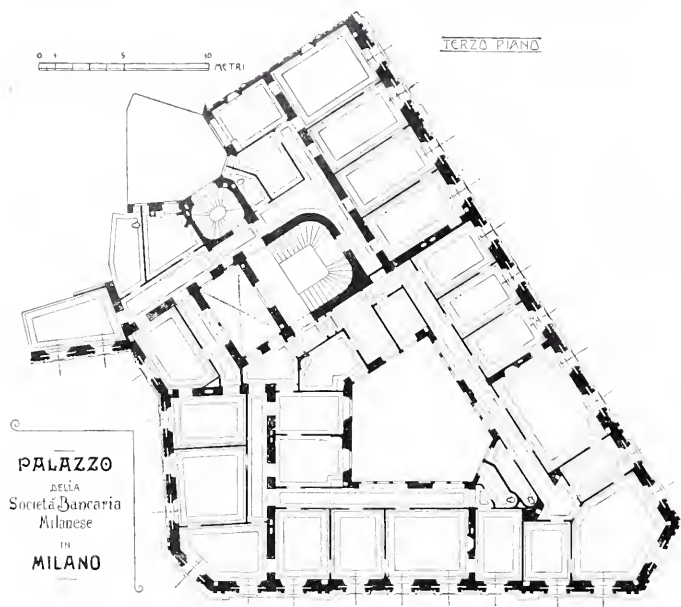 0 1 5 10
METRI
TERZO PIANO
PALAZZO
DELLA
Società Bancaria
Milanese
IN
MILANO